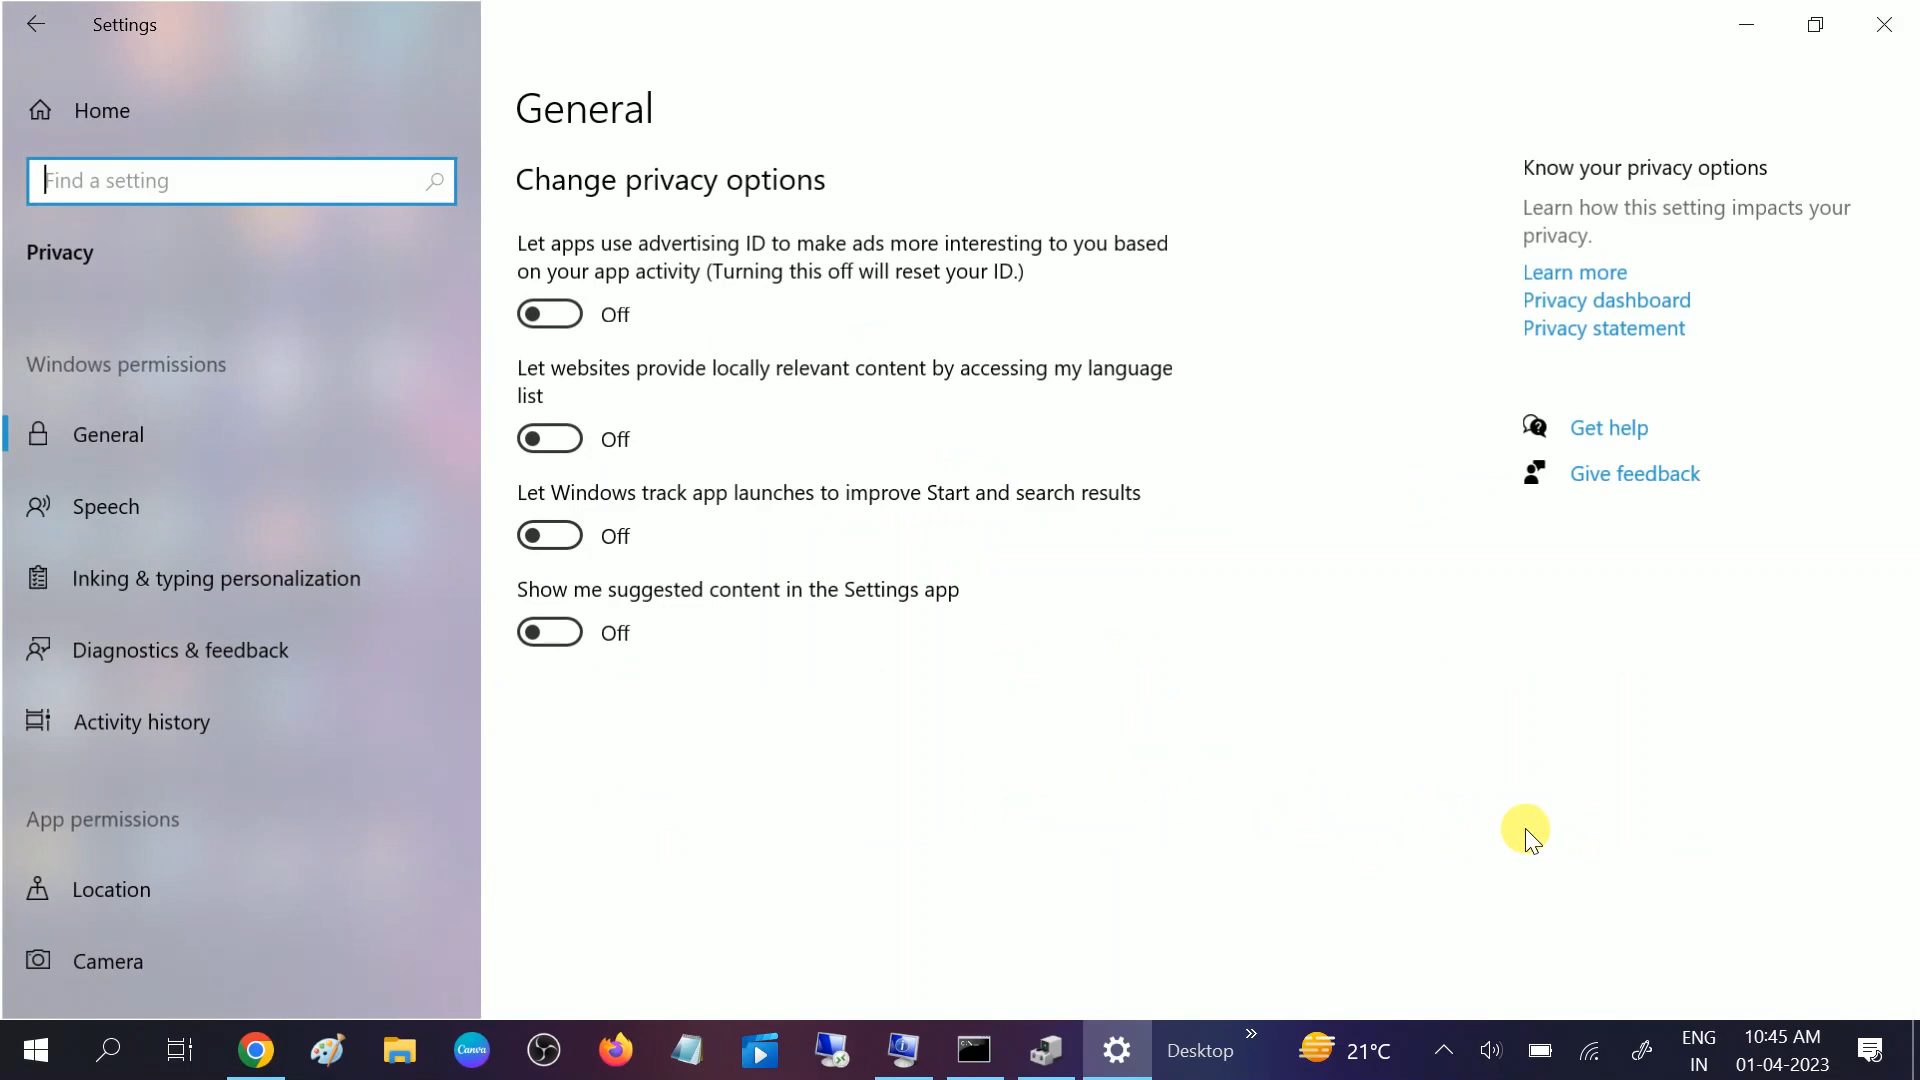 Settings
Home
Find a setting
Privacy
Windows permissions
General
Speech
Inking & typing personalization
Diagnostics & feedback
Activity history
App permissions
Location
Camera
General
Change privacy options
Let apps use advertising ID to make ads more interesting to you based
on your app activity (Turning this off will reset your ID.)
Off
Let websites provide locally relevant content by accessing my language
list
Off
Let Windows track app launches to improve Start and search results
Off
Show me suggested content in the Settings app
Off
Know your privacy options
Learn how this setting impacts your
privacy.
Learn more
Privacy dashboard
Privacy statement
Get help
Give feedback
Canva
Desktop
21°C
ENG
IN
10:45 AM
01-04-2023